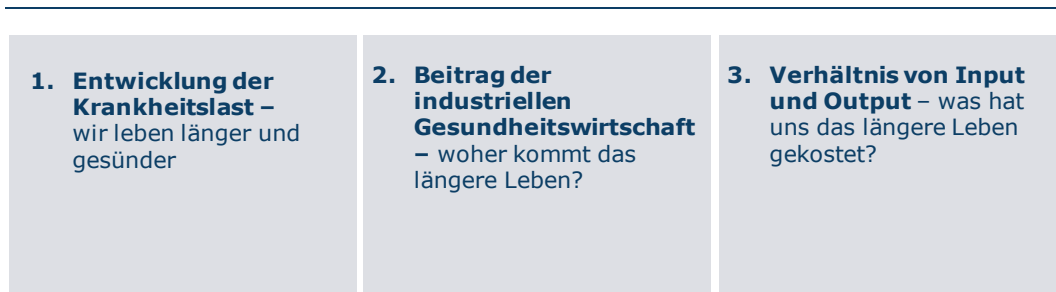 1. Entwicklung der
Krankheitslast –
wir leben länger und
gesünder
2. Beitrag der
industriellen
Gesundheitswirtschaft
– woher kommt das
längere Leben?
3. Verhältnis von Input
und Output – was hat
uns das längere Leben
gekostet?